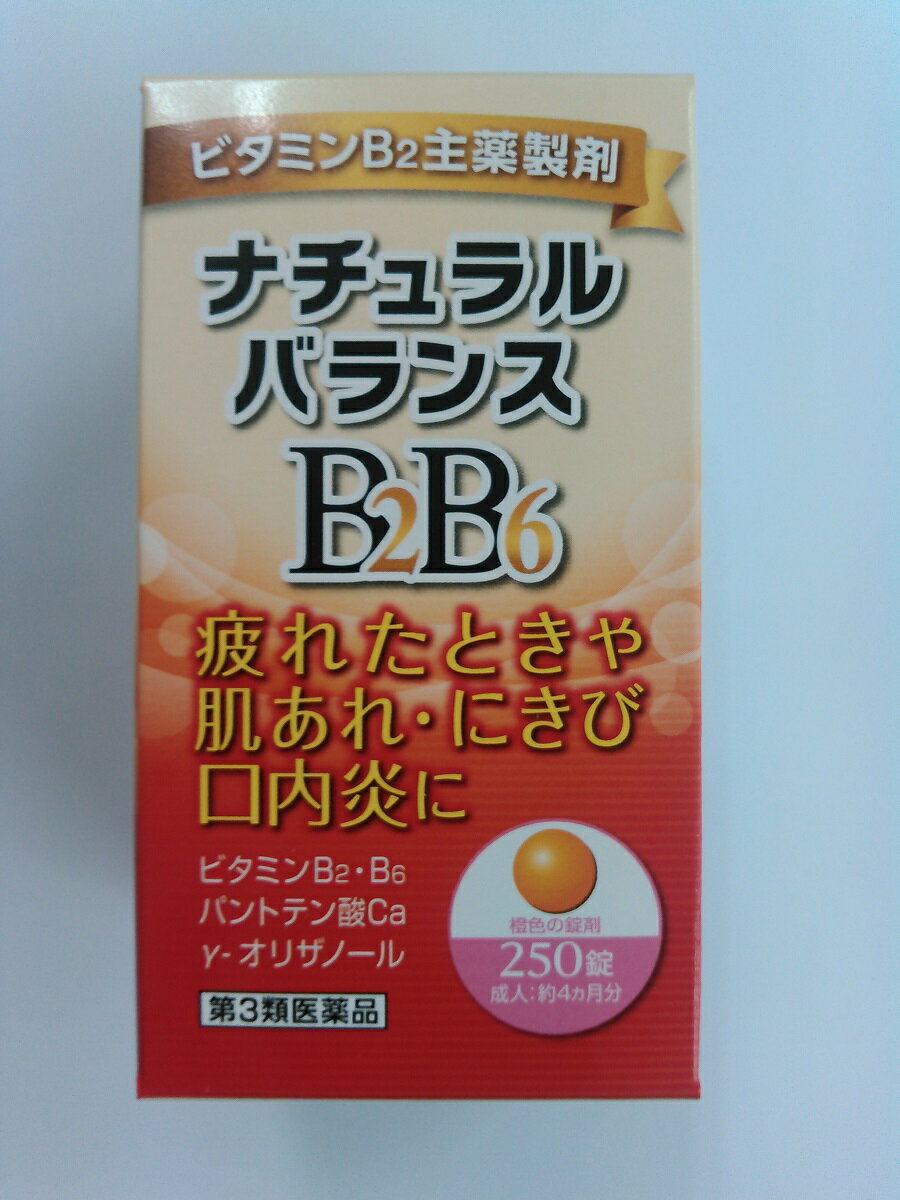 ビタミンB2主薬製剤
ナチュラル
バランス
B2B6
疲れたときや
肌あれ・にきび
口内炎に
ビタミンB2・B6
パントテン酸Ca
γ-オリザノール
第3類医薬品
橙色の錠剤
250錠
成人:約4ヵ月分